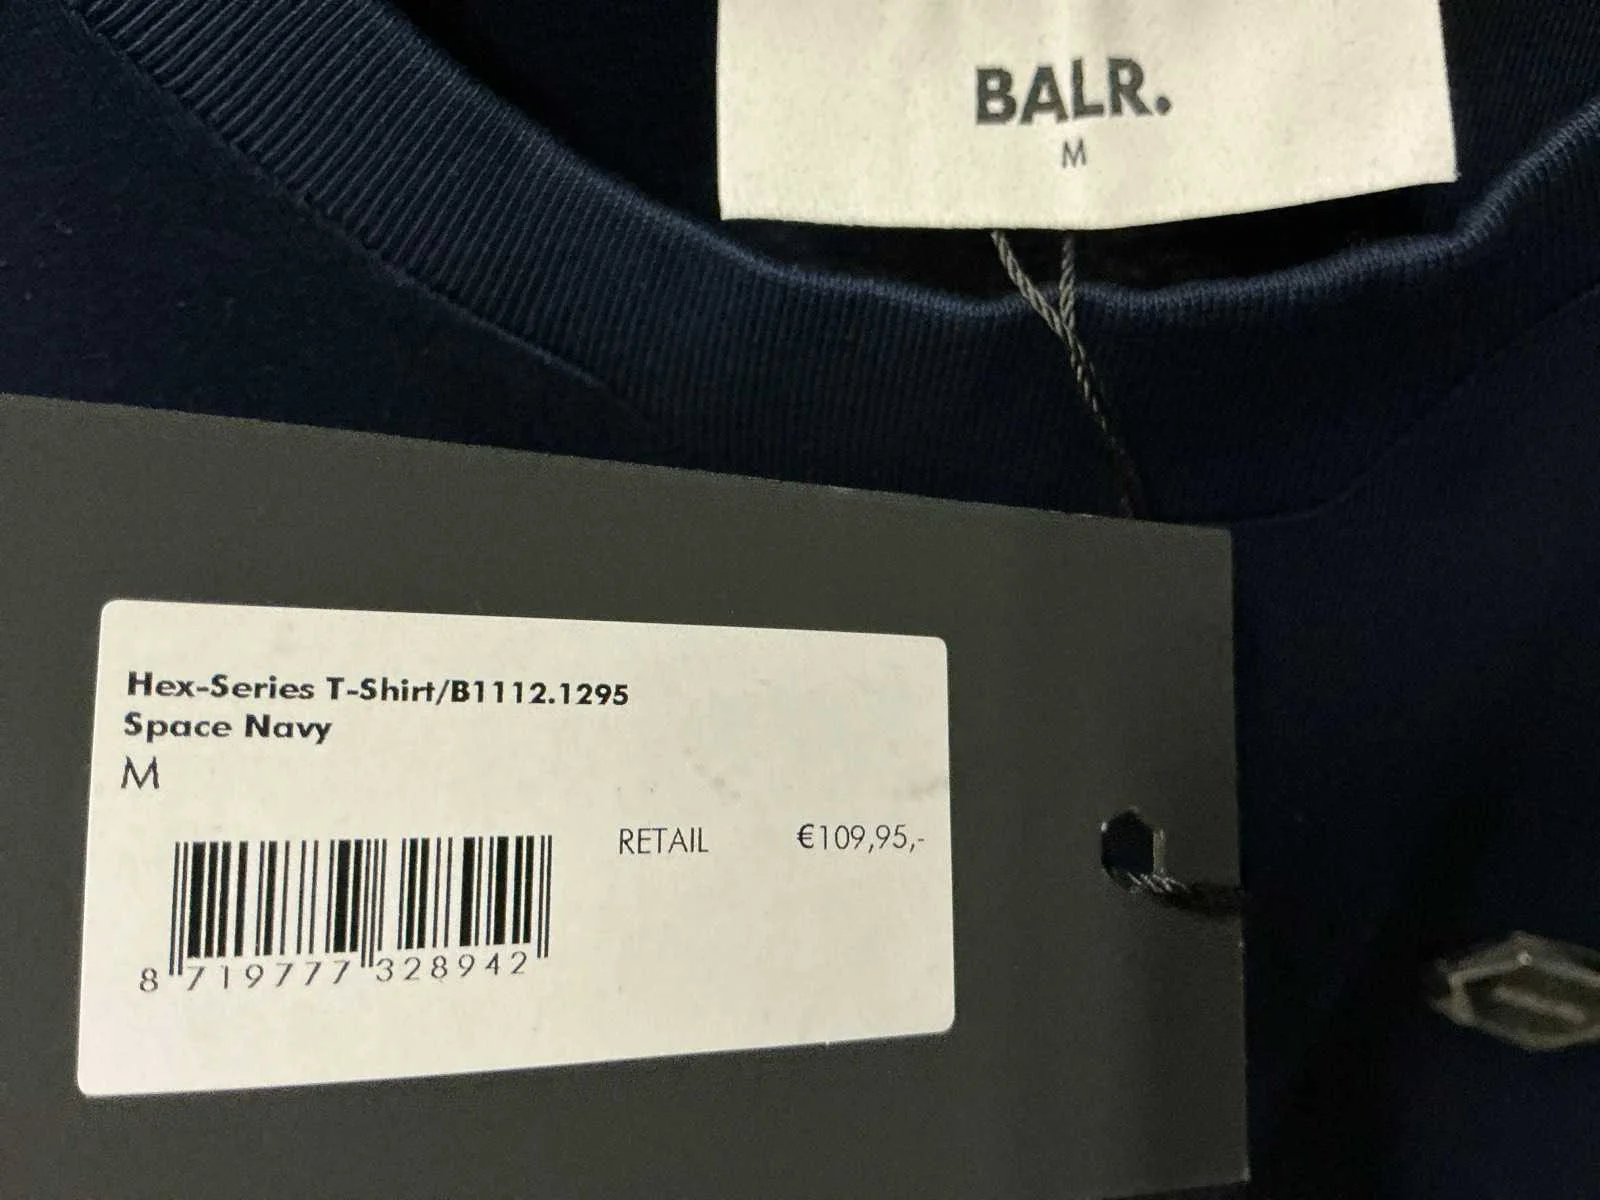 BALR.
M
Hex-Series T-Shirt/B1112.1295
Space Navy
M
RETAIL €109,95,-
8 719777 328942